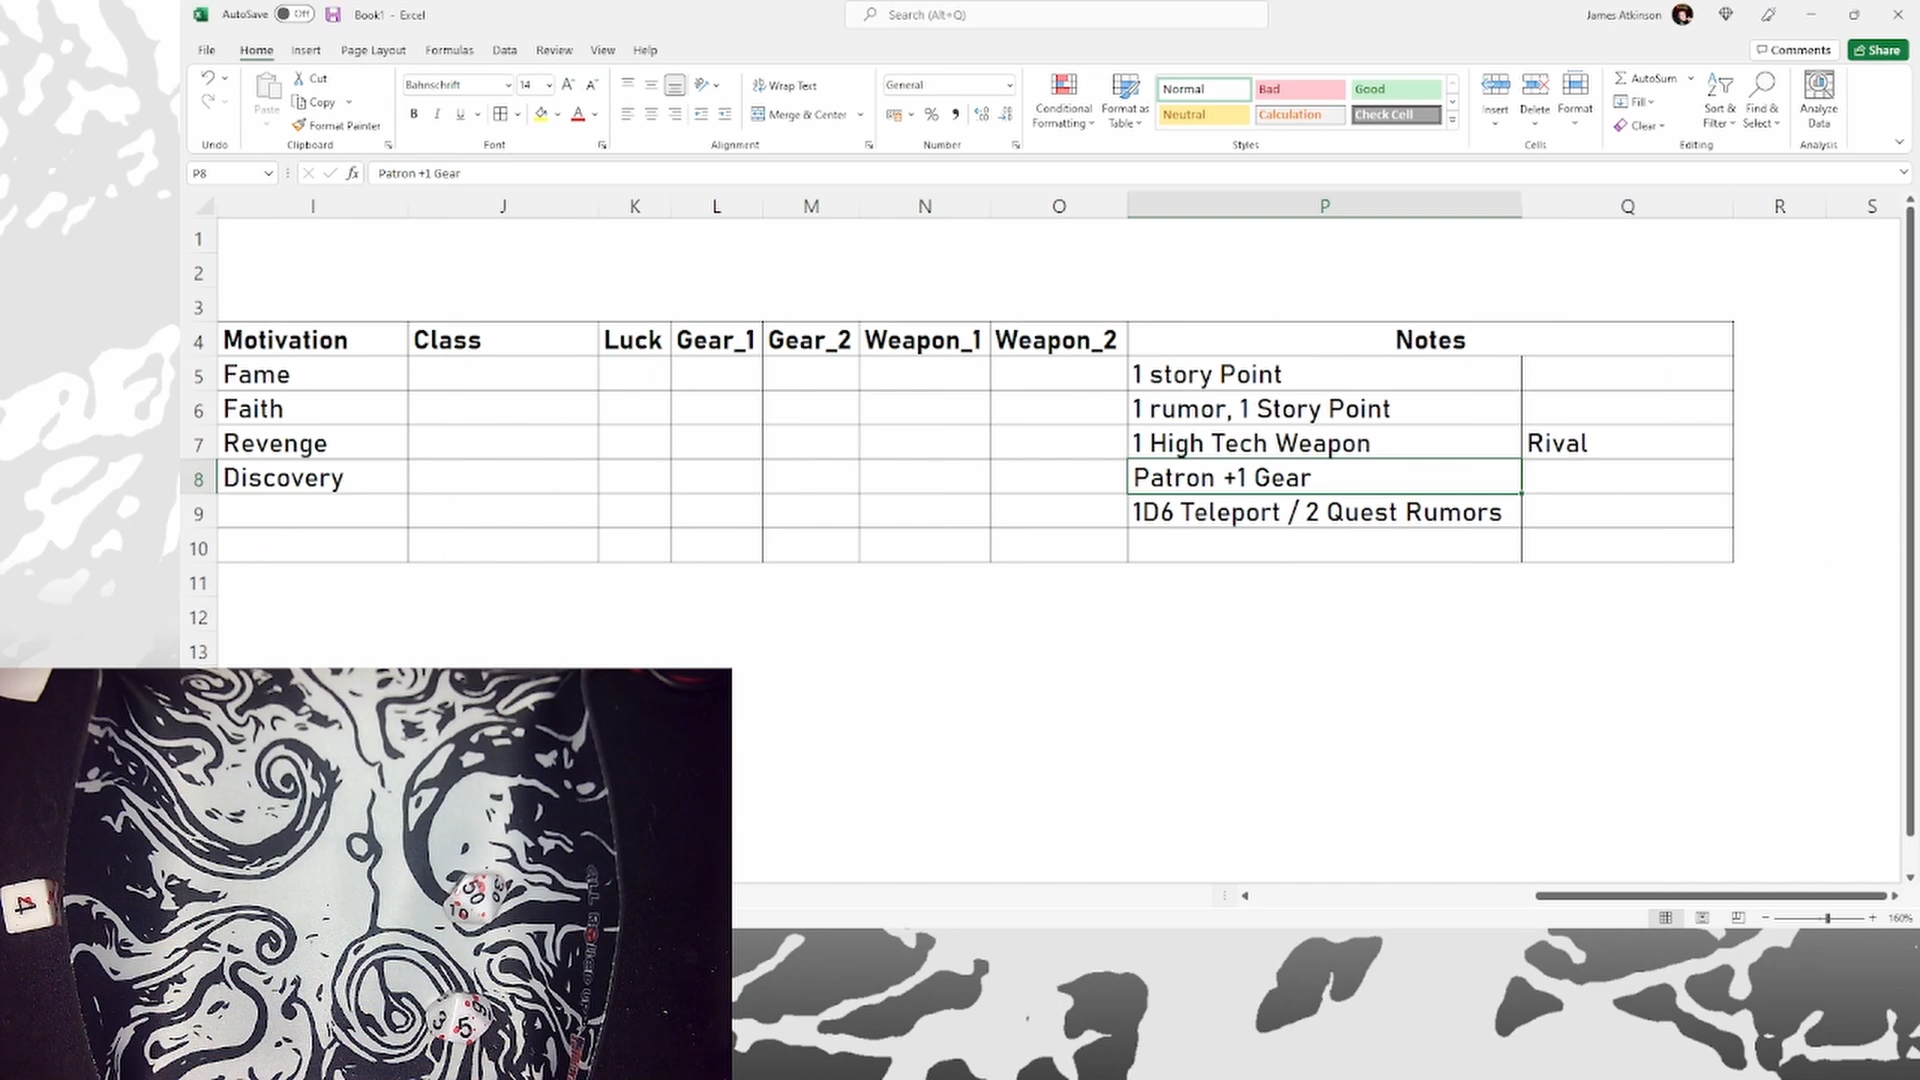 AutoSave Off Book1 - Excel Search (Alt+Q) James Atkinson
File Home Insert Page Layout Formulas Data Review View Help Comments Share
Paste Cut Copy Format Painter
Bahnschrift 14 B I U
Wrap Text Merge & Center
General
Conditional Formatting Format as Table
Normal Bad Good
Neutral Calculation Check Cell
Insert Delete Format
AutoSum Fill Clear
Sort & Filter Find & Select
Analyze Data
Undo Clipboard Font Alignment Number Styles Cells Editing Analysis
P8 fx Patron +1 Gear
I J K L M N O P Q R S
1
2
3
4 Motivation Class Luck Gear_1 Gear_2 Weapon_1 Weapon_2 Notes
5 Fame 1 story Point
6 Faith 1 rumor, 1 Story Point
7 Revenge 1 High Tech Weapon Rival
8 Discovery Patron +1 Gear
9 1D6 Teleport / 2 Quest Rumors
10
11
12
13
160%
4
50
3 5